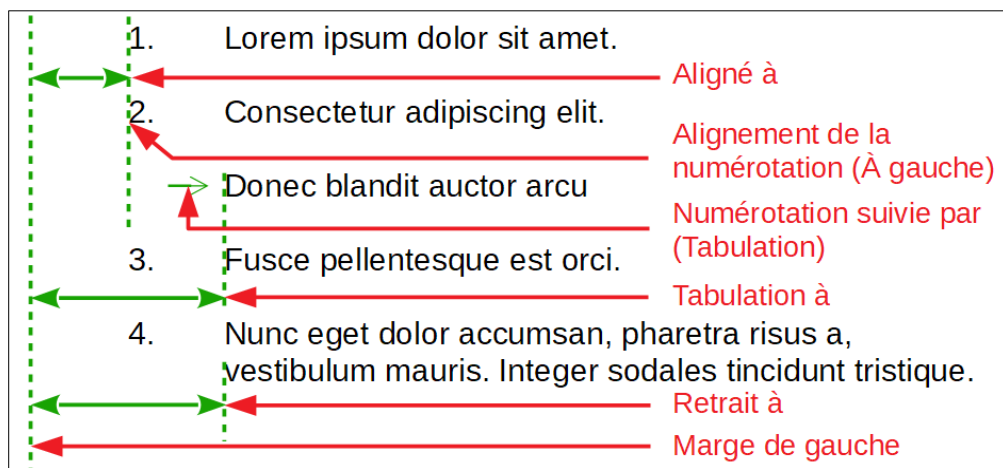 1. Lorem ipsum dolor sit amet.
Aligné à
2. Consectetur adipiscing elit.
Alignement de la
numérotation (À gauche)
Donec blandit auctor arcu
Numérotation suivie par
(Tabulation)
3. Fusce pellentesque est orci.
Tabulation à
4. Nunc eget dolor accumsan, pharetra risus a,
vestibulum mauris. Integer sodales tincidunt tristique.
Retrait à
Marge de gauche